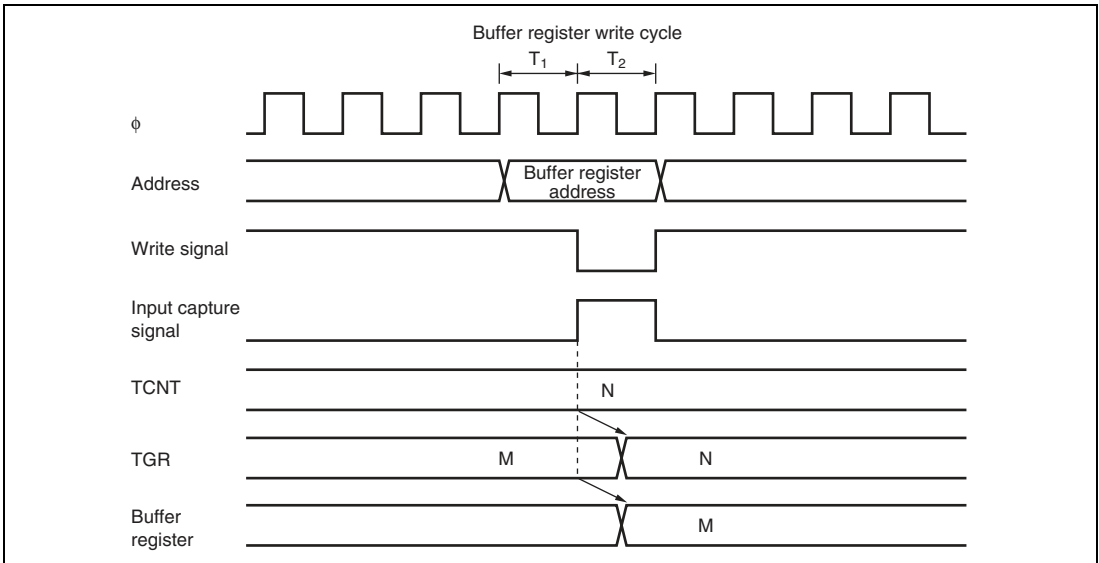 Buffer register write cycle
T1 T2
ϕ
Address
Buffer register
address
Write signal
Input capture
signal
TCNT
N
TGR
M
N
Buffer
register
M